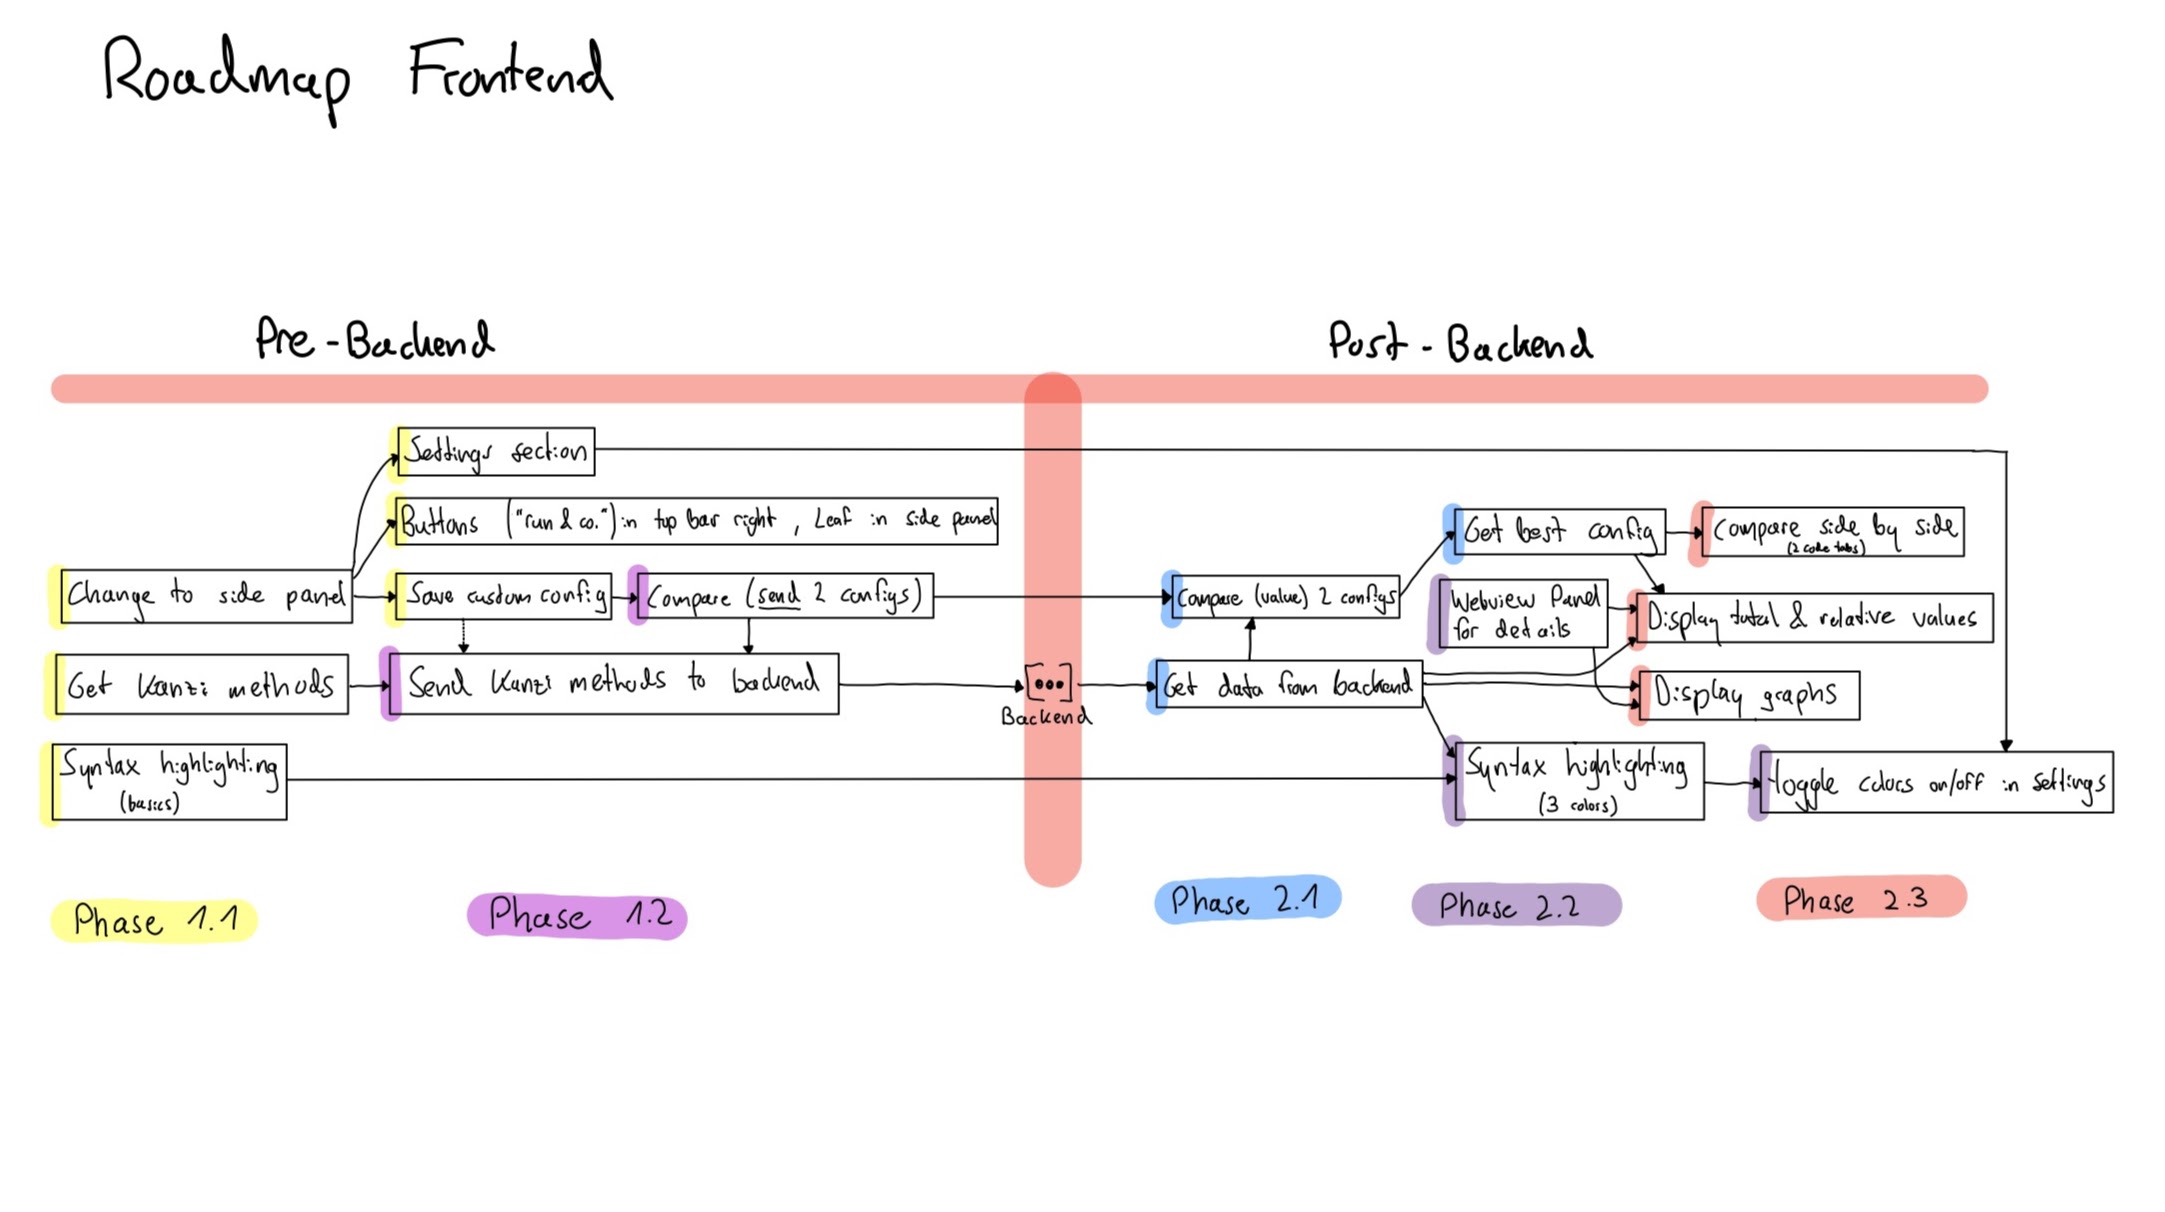 Roadmap Frontend
Pre-Backend
Post-Backend
Settings section
Buttons ("run & co.") in top bar right, Leaf in side panel
Change to side panel
Save custom config
Compare (send 2 configs)
Get Kanzi methods
Send Kanzi methods to backend
Syntax highlighting
(basics)
Backend
Compare (value) 2 configs
Get data from backend
Get best config
Compare side by side
(2 code tabs)
Webview Panel
for details
Display total & relative values
Display graphs
Syntax highlighting
(3 colors)
toggle colors on/off in settings
Phase 1.1
Phase 1.2
Phase 2.1
Phase 2.2
Phase 2.3